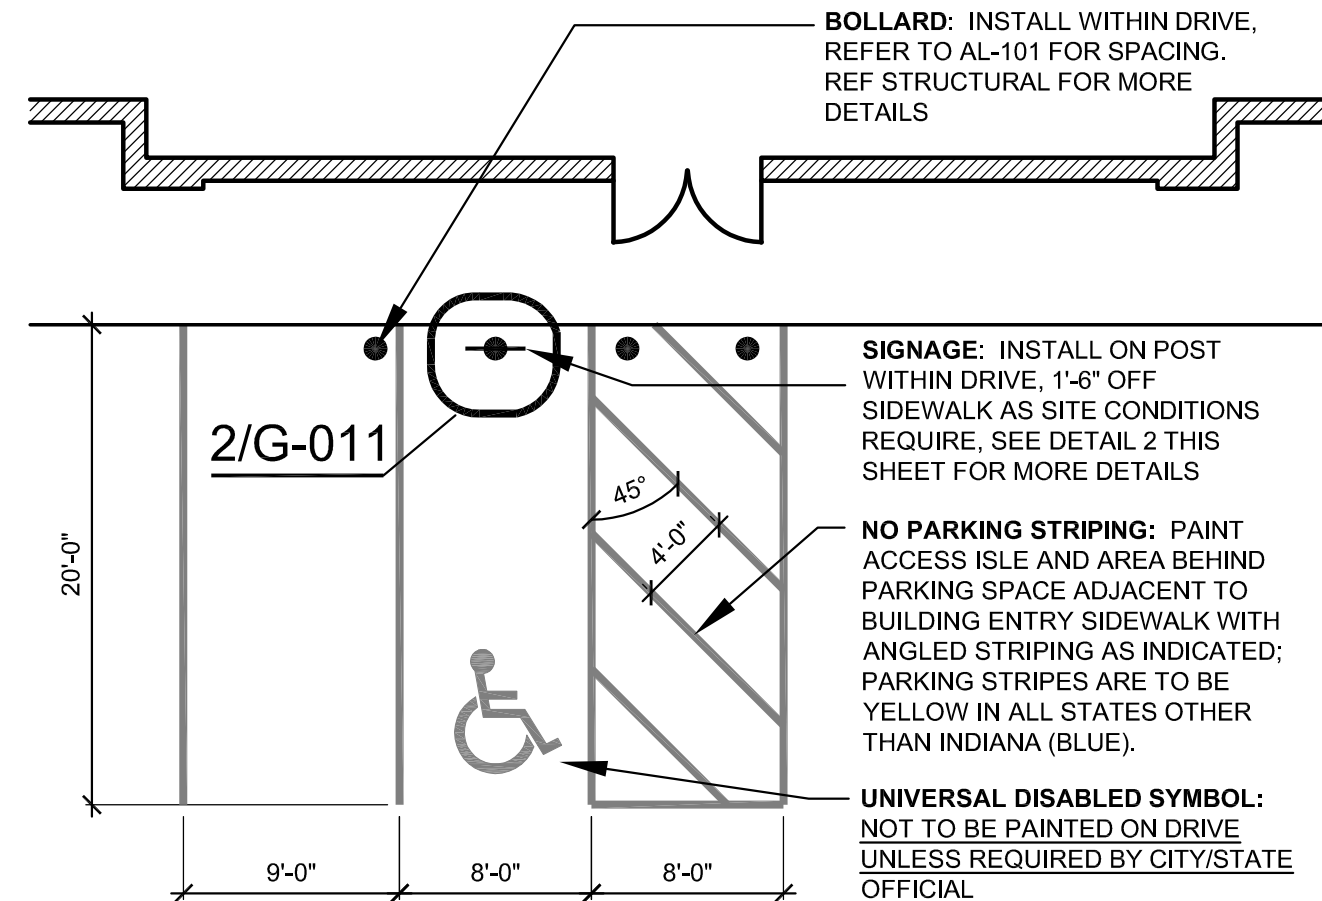 BOLLARD: INSTALL WITHIN DRIVE,
REFER TO AL-101 FOR SPACING.
REF STRUCTURAL FOR MORE
DETAILS
SIGNAGE: INSTALL ON POST
WITHIN DRIVE, 1'-6" OFF
SIDEWALK AS SITE CONDITIONS
REQUIRE, SEE DETAIL 2 THIS
SHEET FOR MORE DETAILS
2/G-011
45°
4'-0"
20'-0"
NO PARKING STRIPING: PAINT
ACCESS ISLE AND AREA BEHIND
PARKING SPACE ADJACENT TO
BUILDING ENTRY SIDEWALK WITH
ANGLED STRIPING AS INDICATED;
PARKING STRIPES ARE TO BE
YELLOW IN ALL STATES OTHER
THAN INDIANA (BLUE).
UNIVERSAL DISABLED SYMBOL:
NOT TO BE PAINTED ON DRIVE
UNLESS REQUIRED BY CITY/STATE
OFFICIAL
9'-0"
8'-0"
8'-0"